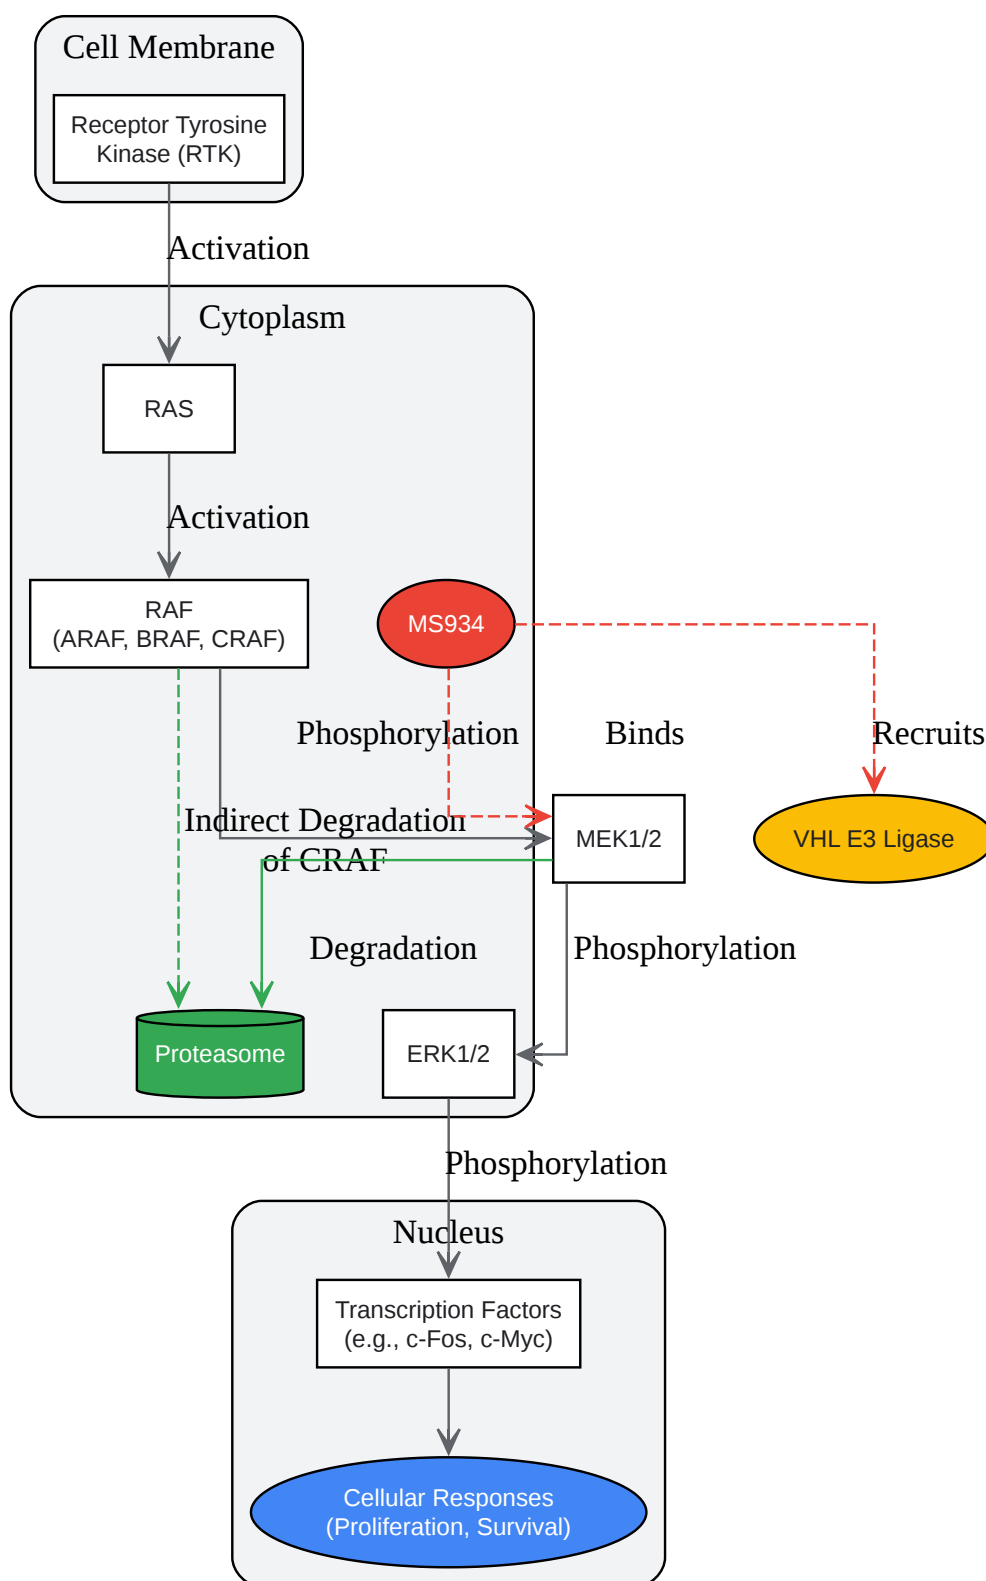 Cell Membrane
Receptor Tyrosine
Kinase (RTK)
Activation
Cytoplasm
RAS
Activation
RAF
(ARAF, BRAF, CRAF)
MS934
Phosphorylation
Binds
Recruits
Indirect Degradation
of CRAF
MEK1/2
VHL E3 Ligase
Degradation
Phosphorylation
Proteasome
ERK1/2
Phosphorylation
Nucleus
Transcription Factors
(e.g., c-Fos, c-Myc)
Cellular Responses
(Proliferation, Survival)